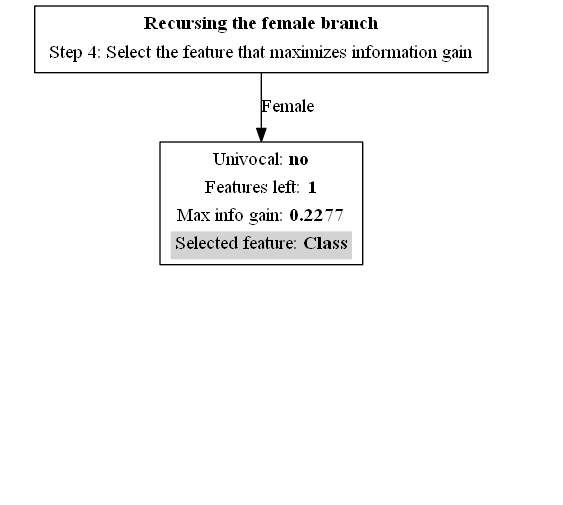 Recursing the female branch
Step 4: Select the feature that maximizes information gain
Female
Univocal: no
Features left: 1
Max info gain: 0.2277
Selected feature: Class